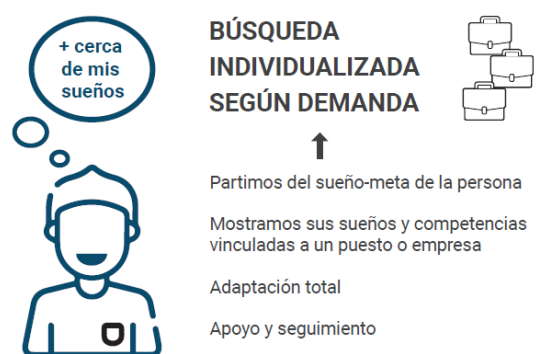 + cerca
de mis
sueños
BÚSQUEDA
INDIVIDUALIZADA
SEGÚN DEMANDA
Partimos del sueño-meta de la persona
Mostramos sus sueños y competencias
vinculadas a un puesto o empresa
Adaptación total
Apoyo y seguimiento